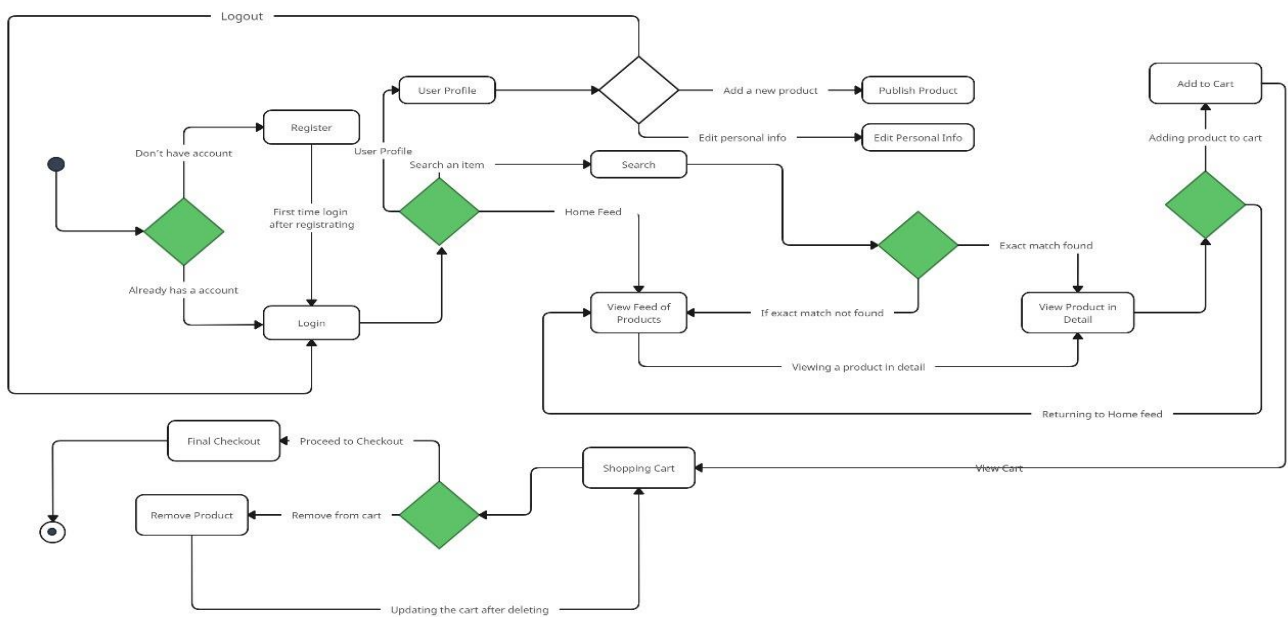 Logout
User Profile
Add a new product
Publish Product
Add to Cart
Register
Don't have account
Edit personal info
Edit Personal Info
Adding product to cart
User Profile
Search an item
Search
First time login
after registrating
Home Feed
Exact match found
Already has a account
Login
View Feed of
Products
If exact match not found
View Product in
Detail
Viewing a product in detail
Returning to Home feed
Final Checkout
Proceed to Checkout
Shopping Cart
View Cart
Remove Product
Remove from cart
Updating the cart after deleting